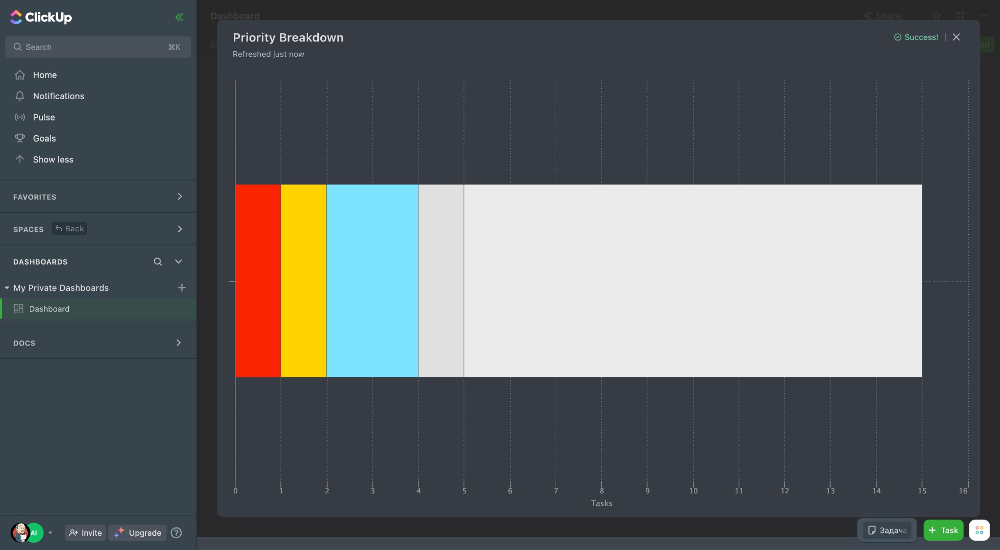 ClickUp
Search ⌘K
Home
Notifications
Pulse
Goals
Show less
FAVORITES
SPACES Back
DASHBOARDS
My Private Dashboards
Dashboard
DOCS
AI Invite Upgrade
Dashboard Share
Priority Breakdown Success!
Refreshed just now
0 1 2 3 4 5 6 7 8 9 10 11 12 13 14 15 16
Tasks
Задача Task